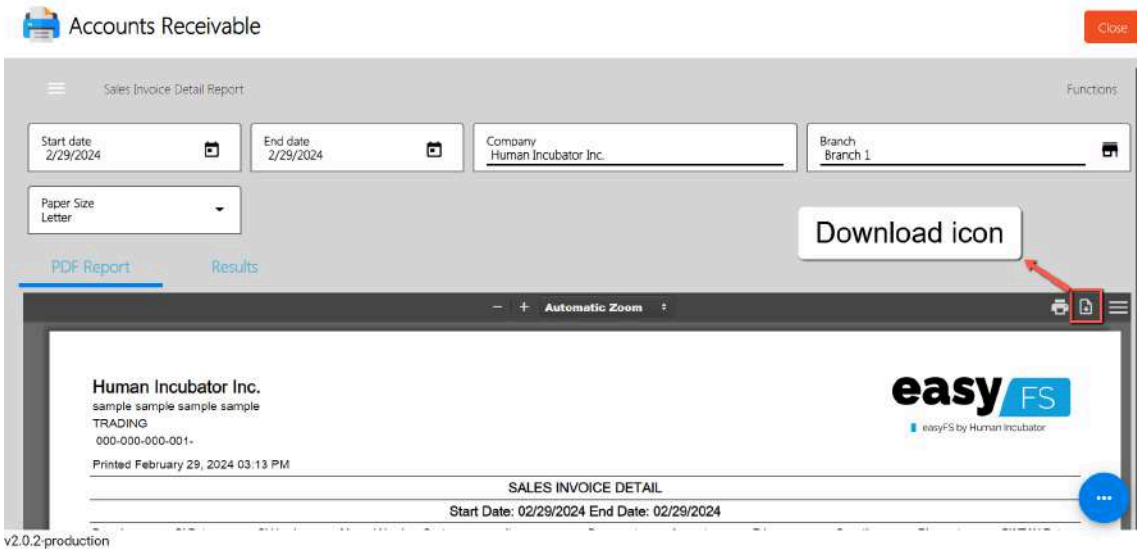 Accounts Receivable
Close
Sales Invoice Detail Report
Functions
Start date
2/29/2024
End date
2/29/2024
Company
Human Incubator Inc.
Branch
Branch 1
Paper Size
Letter
Download icon
PDF Report Results
− + Automatic Zoom
Human Incubator Inc.
sample sample sample sample
TRADING
000-000-000-001-
Printed February 29, 2024 03:13 PM
easyFS
easyFS by Human Incubator
SALES INVOICE DETAIL
Start Date: 02/29/2024 End Date: 02/29/2024
v2.0.2-production